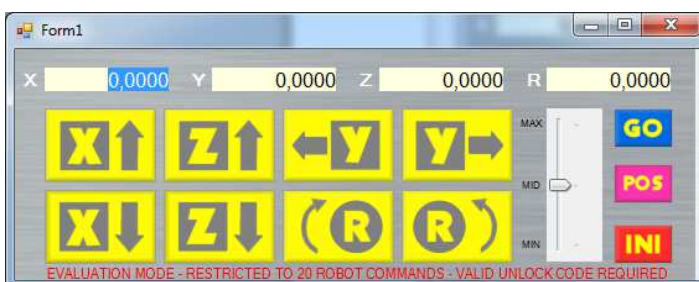 Form1
X 0,0000 Y 0,0000 Z 0,0000 R 0,0000
X Z Y Y MAX GO
MID POS
X Z R R MIN INI
EVALUATION MODE - RESTRICTED TO 20 ROBOT COMMANDS - VALID UNLOCK CODE REQUIRED